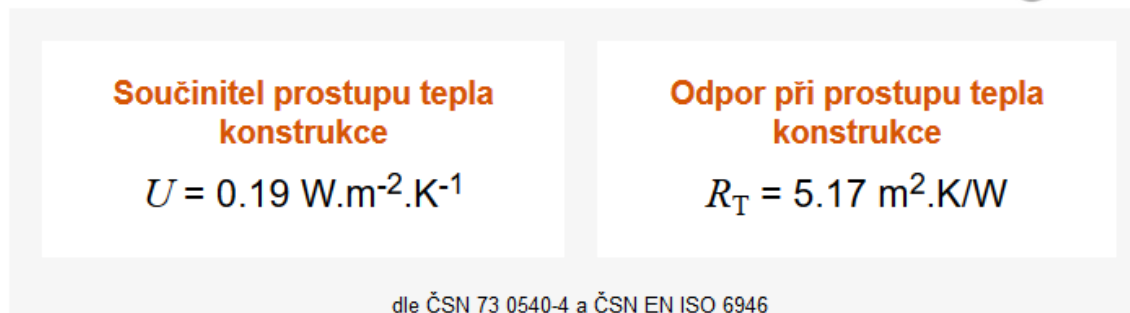 Součinitel prostupu tepla
konstrukce
U = 0.19 W.m⁻².K⁻¹
Odpor při prostupu tepla
konstrukce
R_T = 5.17 m².K/W
dle ČSN 73 0540-4 a ČSN EN ISO 6946